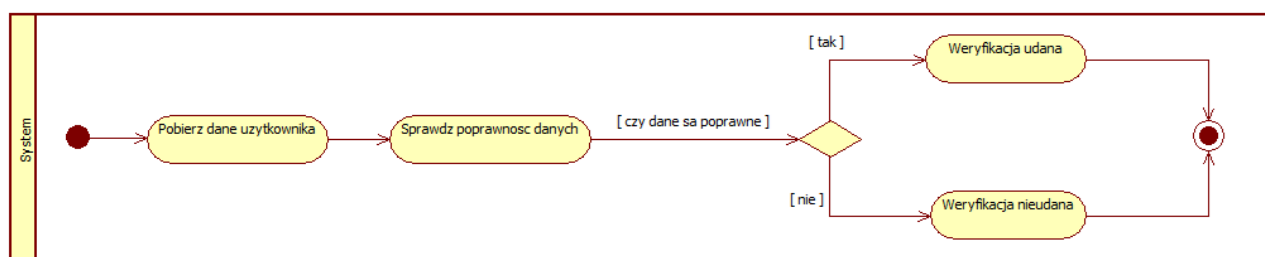 System
Pobierz dane uzytkownika
Sprawdz poprawnosc danych
[ czy dane sa poprawne ]
[ tak ]
Weryfikacja udana
[ nie ]
Weryfikacja nieudana